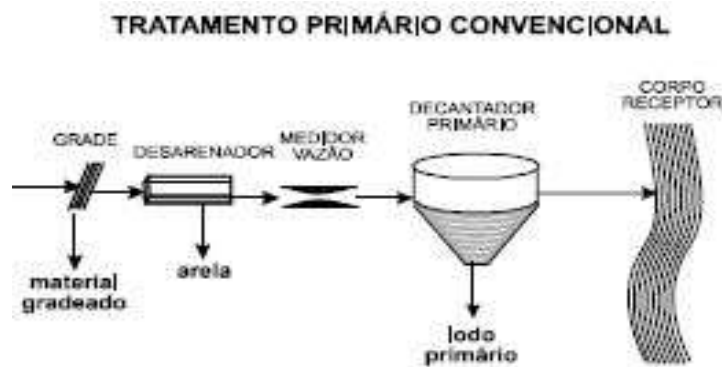 TRATAMENTO PRIMÁRIO CONVENCIONAL
GRADE
DESARENADOR
MEDIDOR
VAZÃO
DECANTADOR
PRIMÁRIO
CORPO
RECEPTOR
material
gradeado
areia
lodo
primário